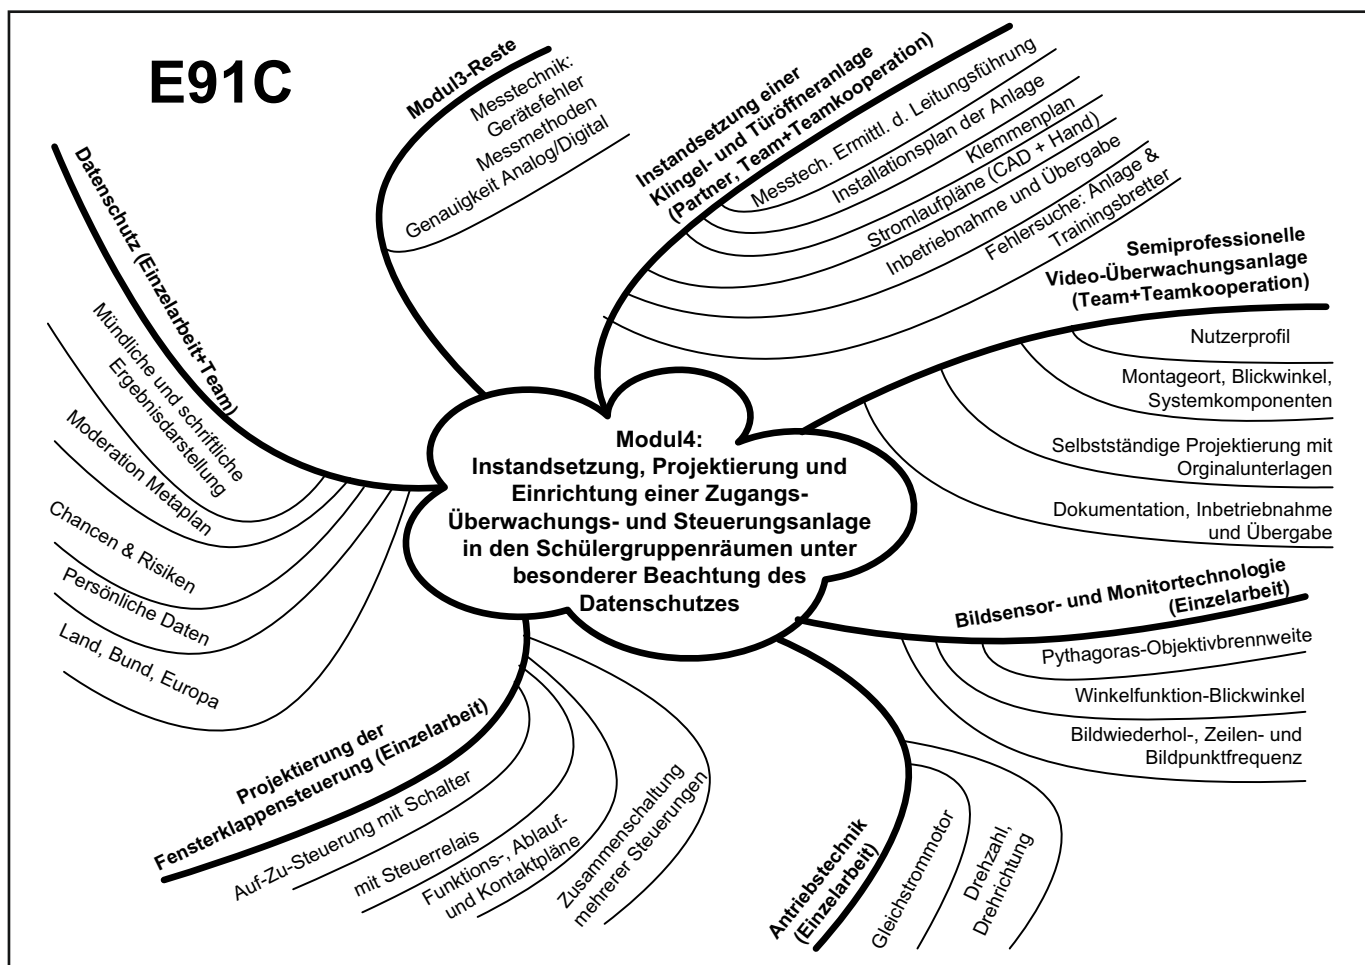 E91C
Modul3-Reste
Messtechnik:
Gerätefehler
Messmethoden
Genauigkeit Analog/Digital
Instandsetzung einer
Klingel- und Türöffneranlage
(Partner, Team+Teamkooperation)
Messtech. Ermittl. d. Leitungsführung
Installationsplan der Anlage
Klemmenplan
Stromlaufpläne (CAD + Hand)
Inbetriebnahme und Übergabe
Fehlersuche: Anlage &
Trainingsbretter
Semiprofessionelle
Video-Überwachungsanlage
(Team+Teamkooperation)
Nutzerprofil
Montageort, Blickwinkel,
Systemkomponenten
Selbstständige Projektierung mit
Orginalunterlagen
Dokumentation, Inbetriebnahme
und Übergabe
Datenschutz (Einzelarbeit+Team)
Mündliche und schriftliche
Ergebnisdarstellung
Moderation Metaplan
Chancen & Risiken
Persönliche Daten
Land, Bund, Europa
Modul4:
Instandsetzung, Projektierung und
Einrichtung einer Zugangs-
Überwachungs- und Steuerungsanlage
in den Schülergruppenräumen unter
besonderer Beachtung des
Datenschutzes
Bildsensor- und Monitortechnologie
(Einzelarbeit)
Pythagoras-Objektivbrennweite
Winkelfunktion-Blickwinkel
Bildwiederhol-, Zeilen- und
Bildpunktfrequenz
Projektierung der
Fensterklappensteuerung (Einzelarbeit)
Auf-Zu-Steuerung mit Schalter
mit Steuerrelais
Funktions-, Ablauf-
und Kontaktpläne
Zusammenschaltung
mehrerer Steuerungen
Antriebstechnik
(Einzelarbeit)
Gleichstrommotor
Drehzahl,
Drehrichtung